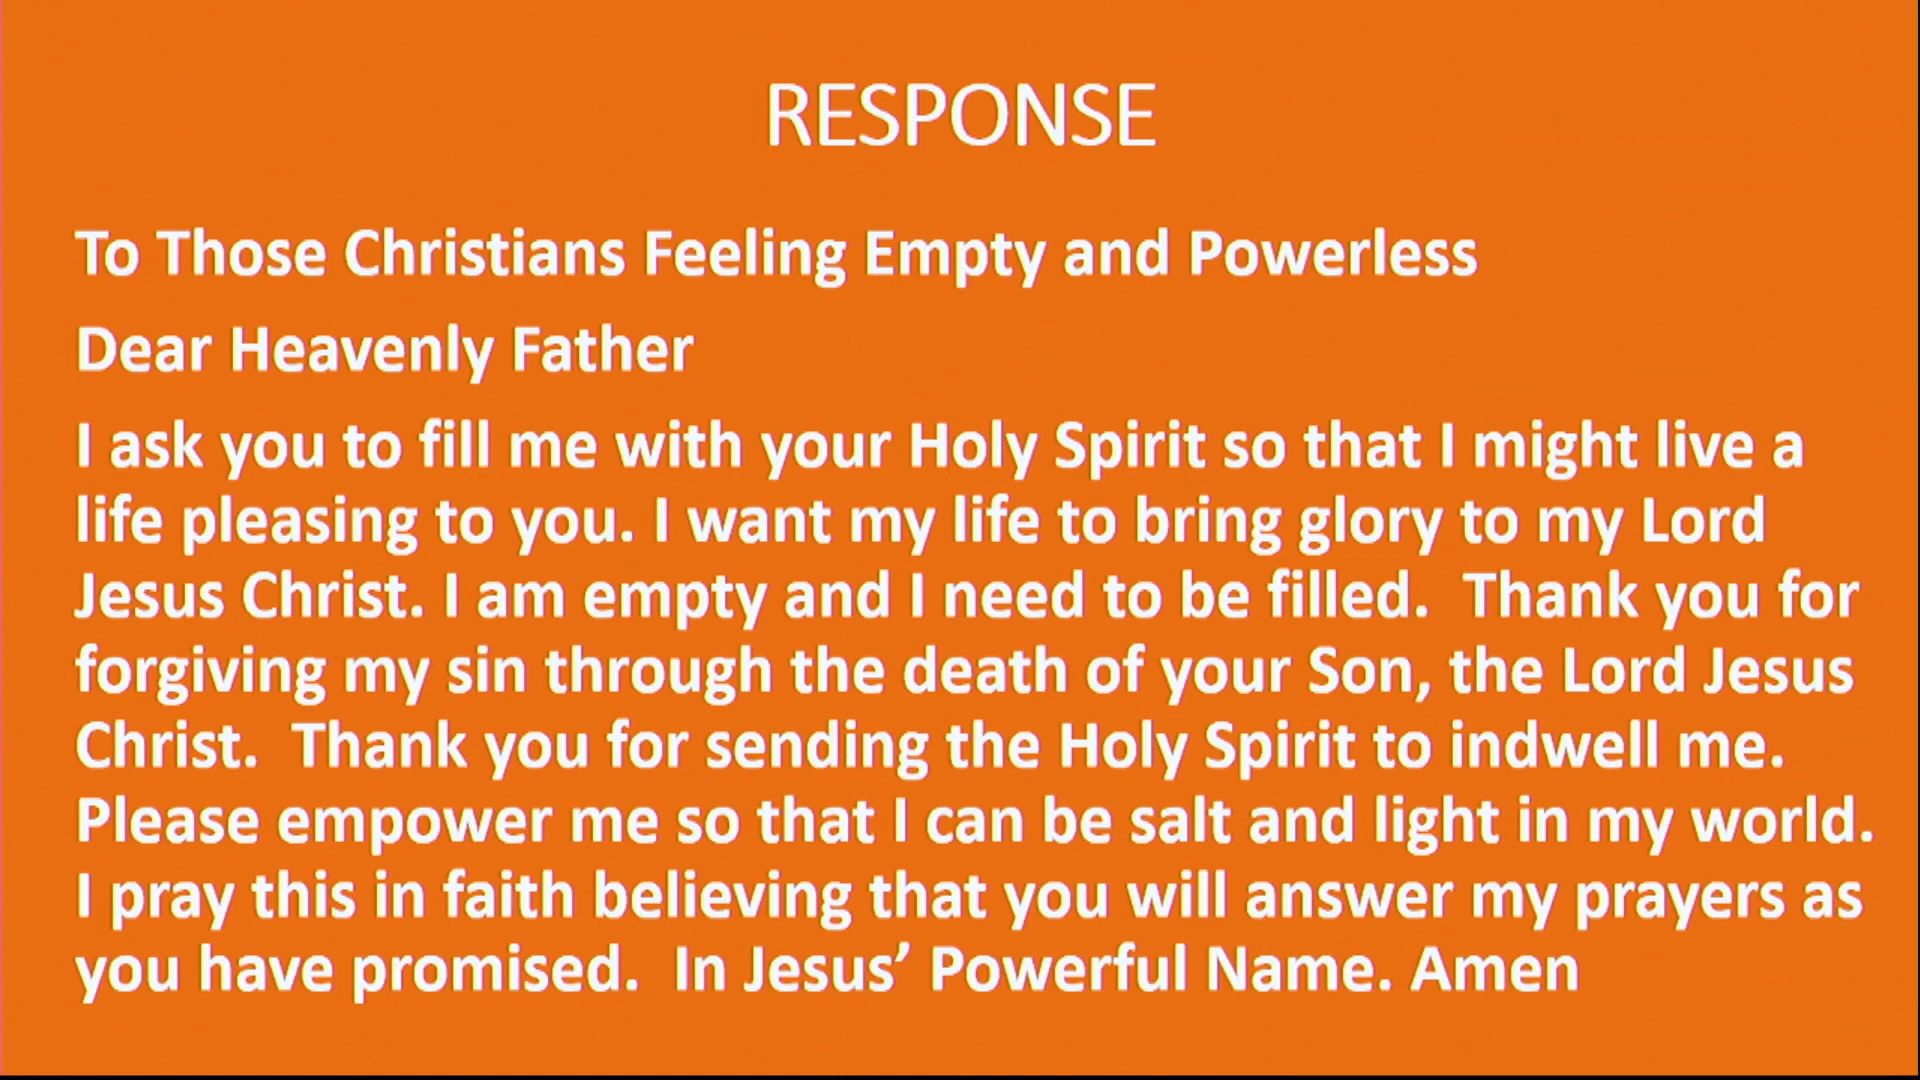 RESPONSE
To Those Christians Feeling Empty and Powerless
Dear Heavenly Father
I ask you to fill me with your Holy Spirit so that I might live a
life pleasing to you. I want my life to bring glory to my Lord
Jesus Christ. I am empty and I need to be filled.  Thank you for
forgiving my sin through the death of your Son, the Lord Jesus
Christ.  Thank you for sending the Holy Spirit to indwell me.
Please empower me so that I can be salt and light in my world.
I pray this in faith believing that you will answer my prayers as
you have promised.  In Jesus’ Powerful Name. Amen